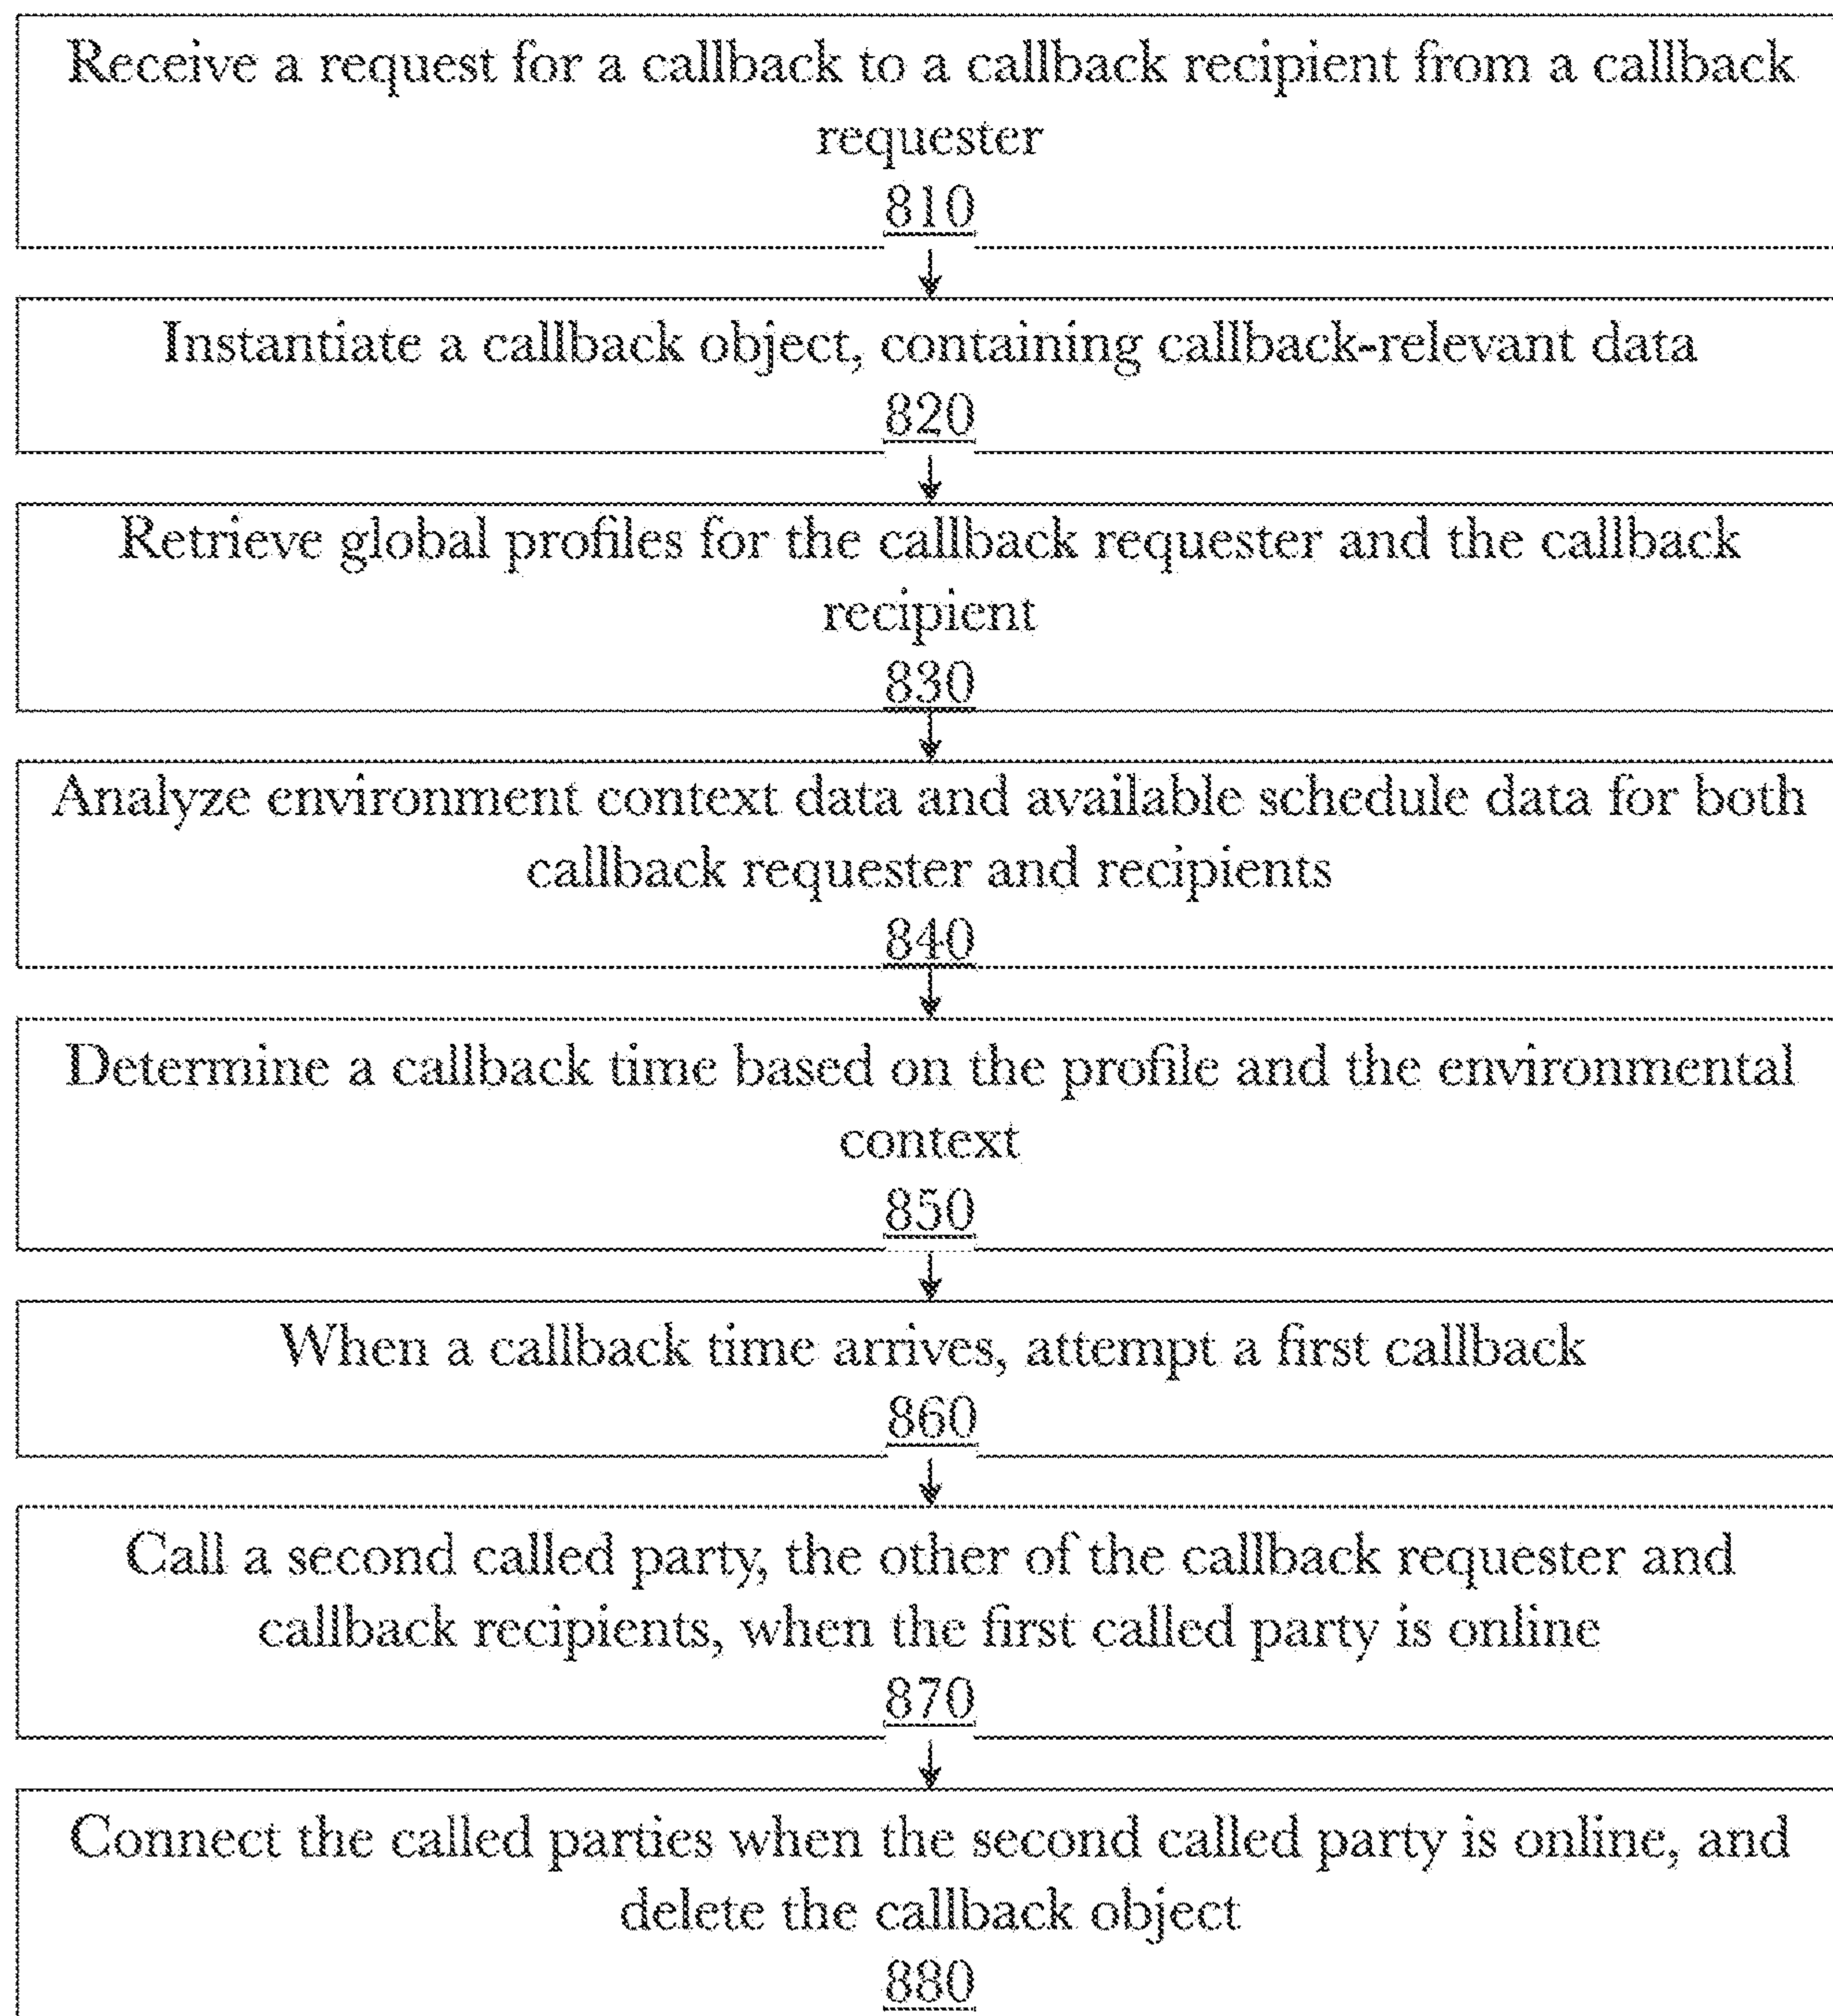 Receive a request for a callback to a callback recipient from a callback
requester
810
Instantiate a callback object, containing callback-relevant data
820
Retrieve global profiles for the callback requester and the callback
recipient
830
Analyze environment context data and available schedule data for both
callback requester and recipients
840
Determine a callback time based on the profile and the environmental
context
850
When a callback time arrives, attempt a first callback
860
Call a second called party, the other of the callback requester and
callback recipients, when the first called party is online
870
Connect the called parties when the second called party is online, and
delete the callback object
880